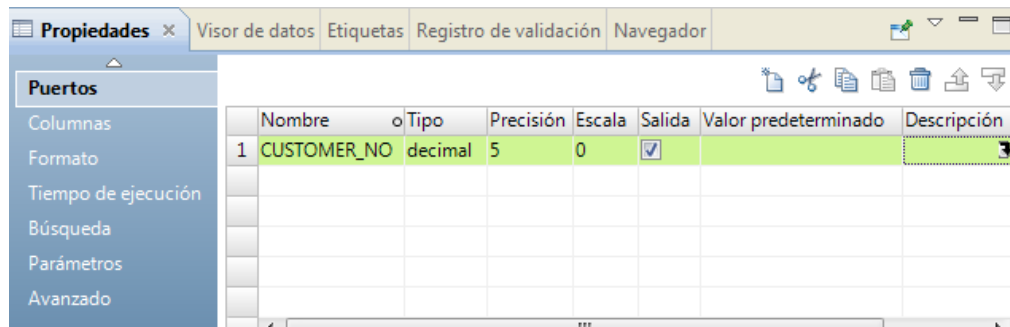 Propiedades Visor de datos Etiquetas Registro de validación Navegador
Puertos
Columnas
Formato
Tiempo de ejecución
Búsqueda
Parámetros
Avanzado
Nombre Tipo Precisión Escala Salida Valor predeterminado Descripción
1 CUSTOMER_NO decimal 5 0